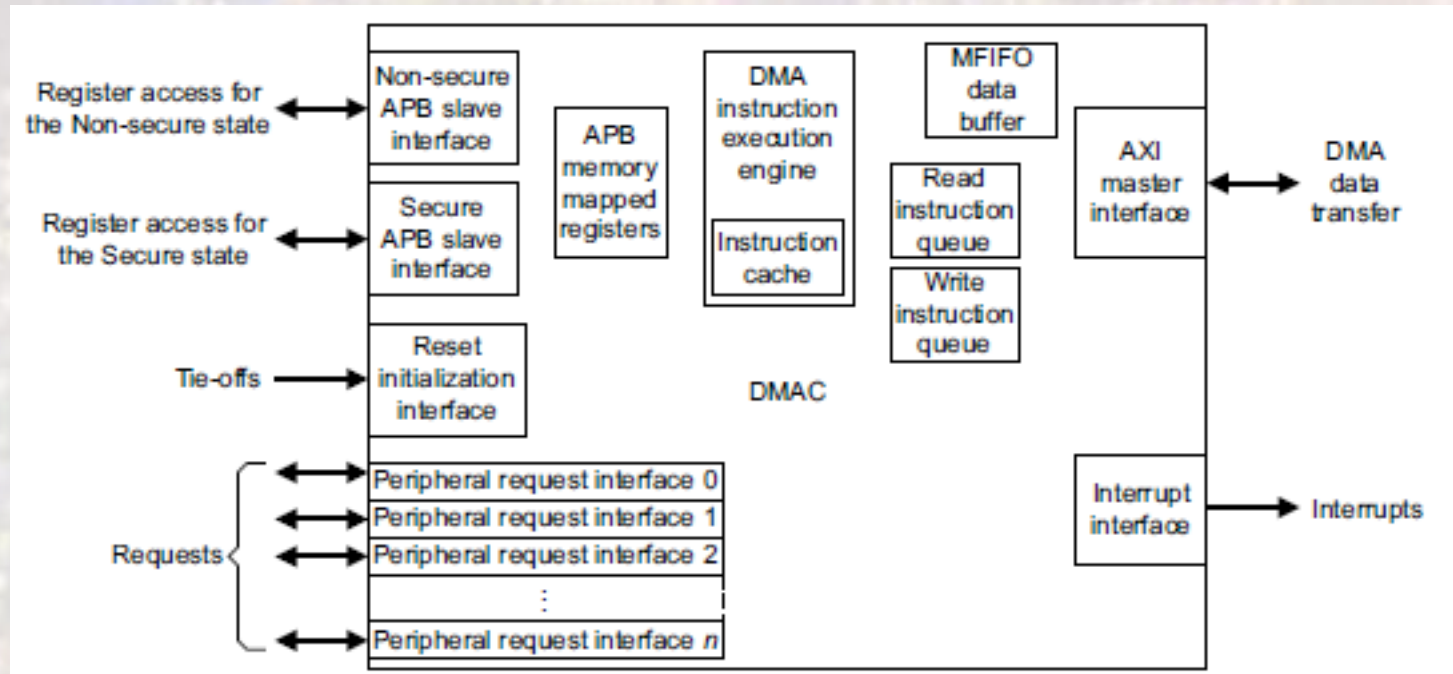 Register access for
the Non-secure state
Non-secure
APB slave
interface
Register access for
the Secure state
Secure
APB slave
interface
APB
memory
mapped
registers
DMA
instruction
execution
engine
Instruction
cache
MFIFO
data
buffer
Read
instruction
queue
Write
instruction
queue
AXI
master
interface
DMA
data
transfer
Tie-offs
Reset
initialization
interface
DMAC
Requests
Peripheral request interface 0
Peripheral request interface 1
Peripheral request interface 2
⋮
Peripheral request interface n
Interrupt
interface
Interrupts